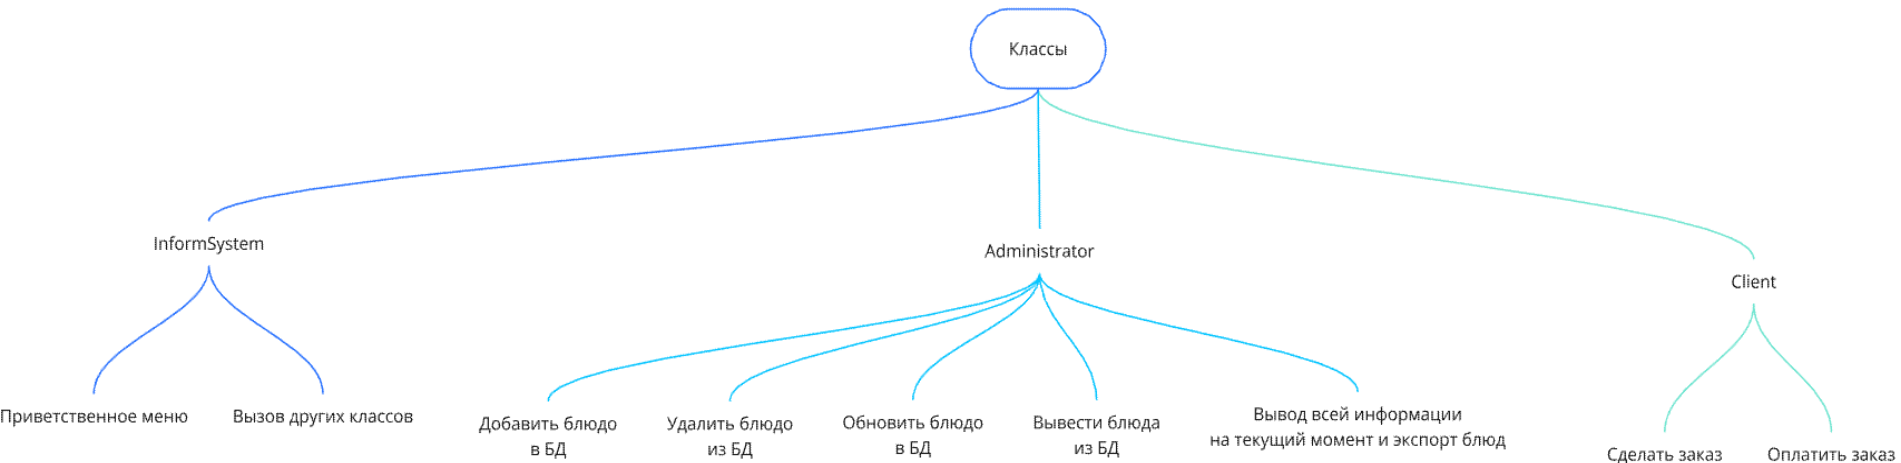 Классы
InformSystem
Administrator
Client
Приветственное меню
Вызов других классов
Добавить блюдо
в БД
Удалить блюдо
из БД
Обновить блюдо
в БД
Вывести блюда
из БД
Вывод всей информации
на текущий момент и экспорт блюд
Сделать заказ
Оплатить заказ